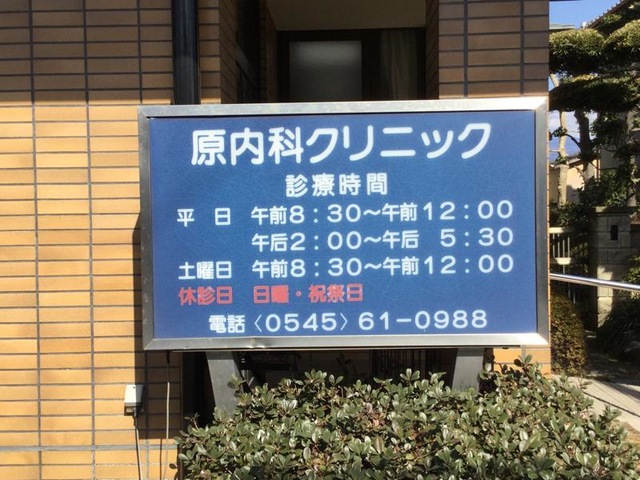 原内科クリニック
診療時間
平　日　午前8：30～午前12：00
午后2：00～午后　5：30
土曜日　午前8：30～午前12：00
休診日　日曜・祝祭日
電話〈0545〉61－0988